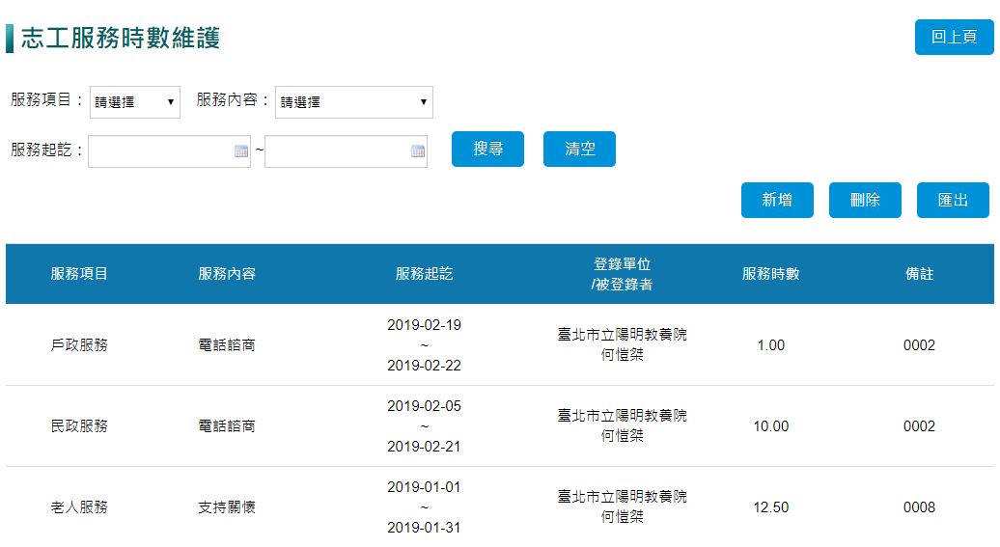 志工服務時數維護
回上頁
服務項目： 請選擇 服務內容： 請選擇
服務起訖： ~ 搜尋 清空
新增 刪除 匯出
服務項目 服務內容 服務起訖 登錄單位 /被登錄者 服務時數 備註
2019-02-19
戶政服務 電話諮商 ~ 臺北市立陽明教養院 何愷桀 1.00 0002
2019-02-22
2019-02-05
民政服務 電話諮商 ~ 臺北市立陽明教養院 何愷桀 10.00 0002
2019-02-21
2019-01-01
老人服務 支持關懷 ~ 臺北市立陽明教養院 何愷桀 12.50 0008
2019-01-31